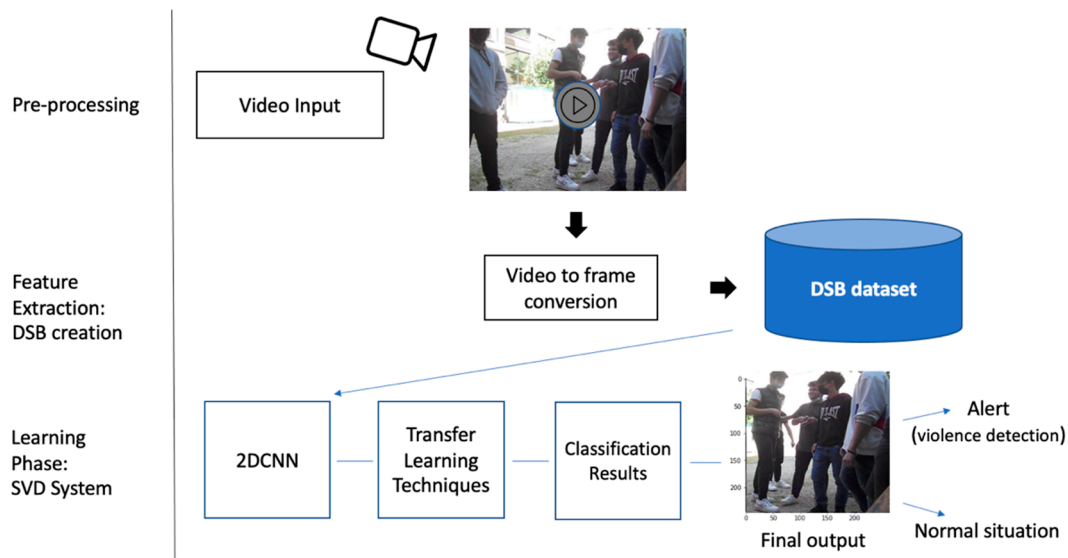 Pre-processing
Video Input
Feature
Extraction:
DSB creation
Video to frame
conversion
DSB dataset
Learning
Phase:
SVD System
2DCNN
Transfer
Learning
Techniques
Classification
Results
0
50
100
150
200
0 50 100 150 200
Final output
Alert
(violence detection)
Normal situation